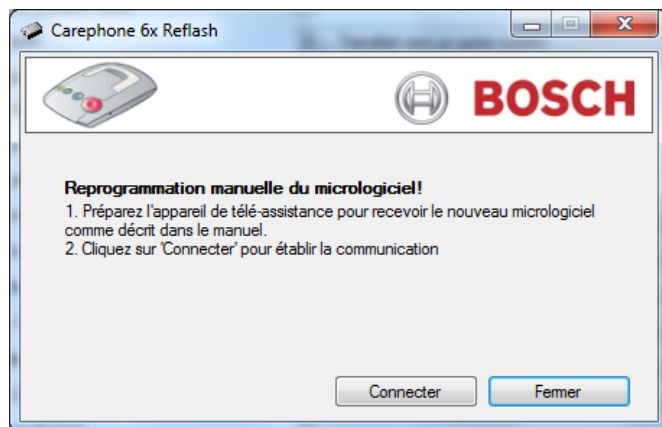 Carephone 6x Reflash
BOSCH
Reprogrammation manuelle du micrologiciel!
1. Préparez l'appareil de télé-assistance pour recevoir le nouveau micrologiciel
comme décrit dans le manuel.
2. Cliquez sur 'Connecter' pour établir la communication
Connecter
Fermer